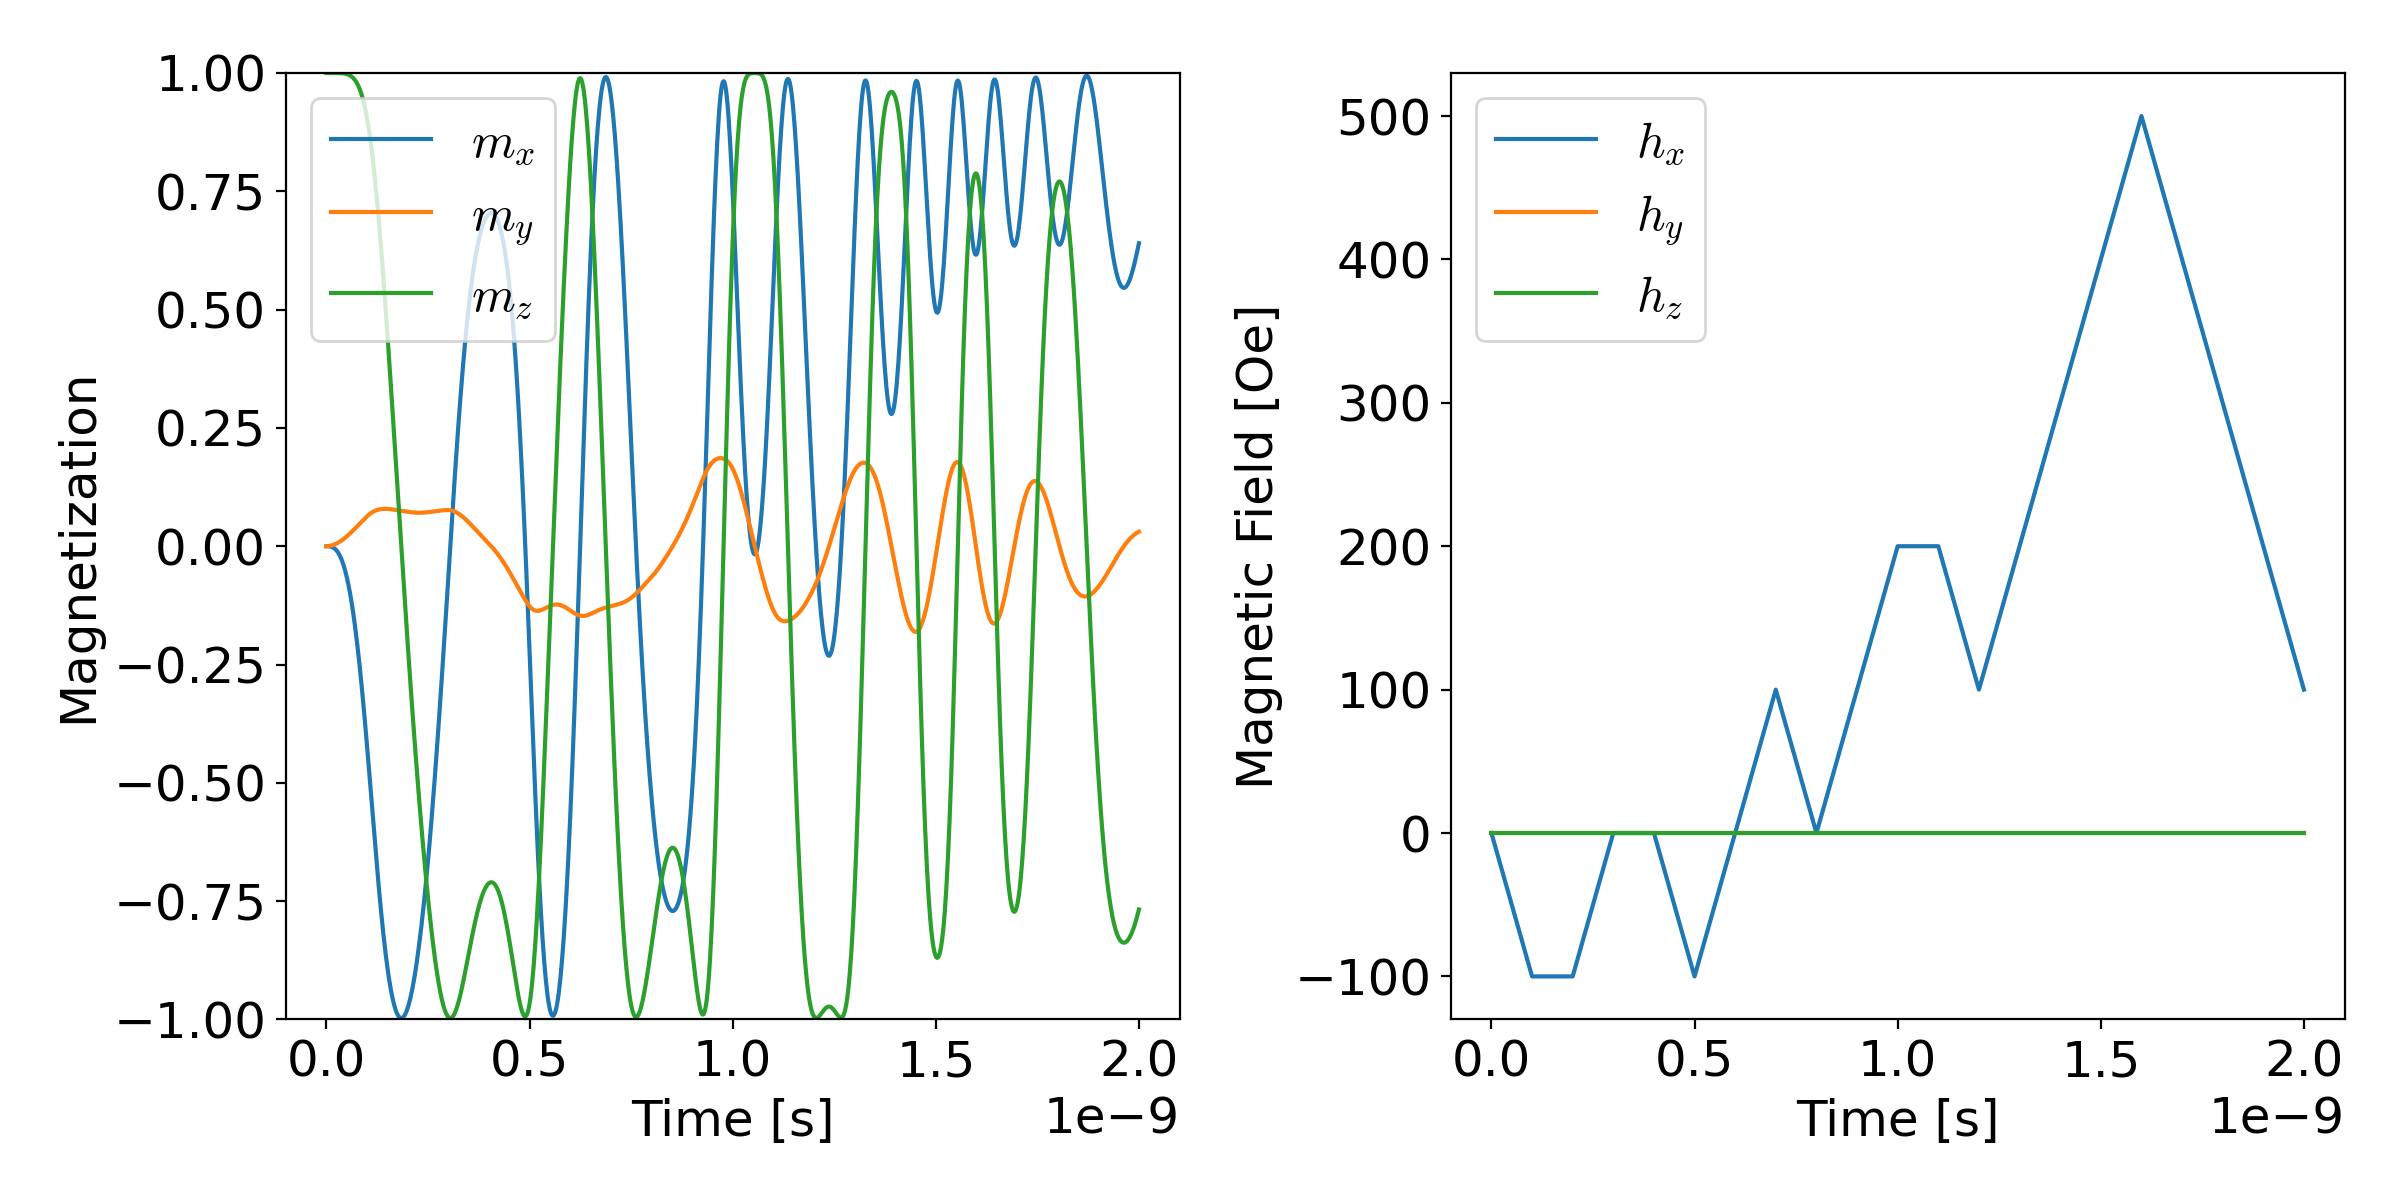 1.00
0.75
0.50
0.25
0.00
−0.25
−0.50
−0.75
−1.00
Magnetization
m_x
m_y
m_z
0.0 0.5 1.0 1.5 2.0
Time [s]
1e−9
500
400
300
200
100
0
−100
Magnetic Field [Oe]
h_x
h_y
h_z
0.0 0.5 1.0 1.5 2.0
Time [s]
1e−9